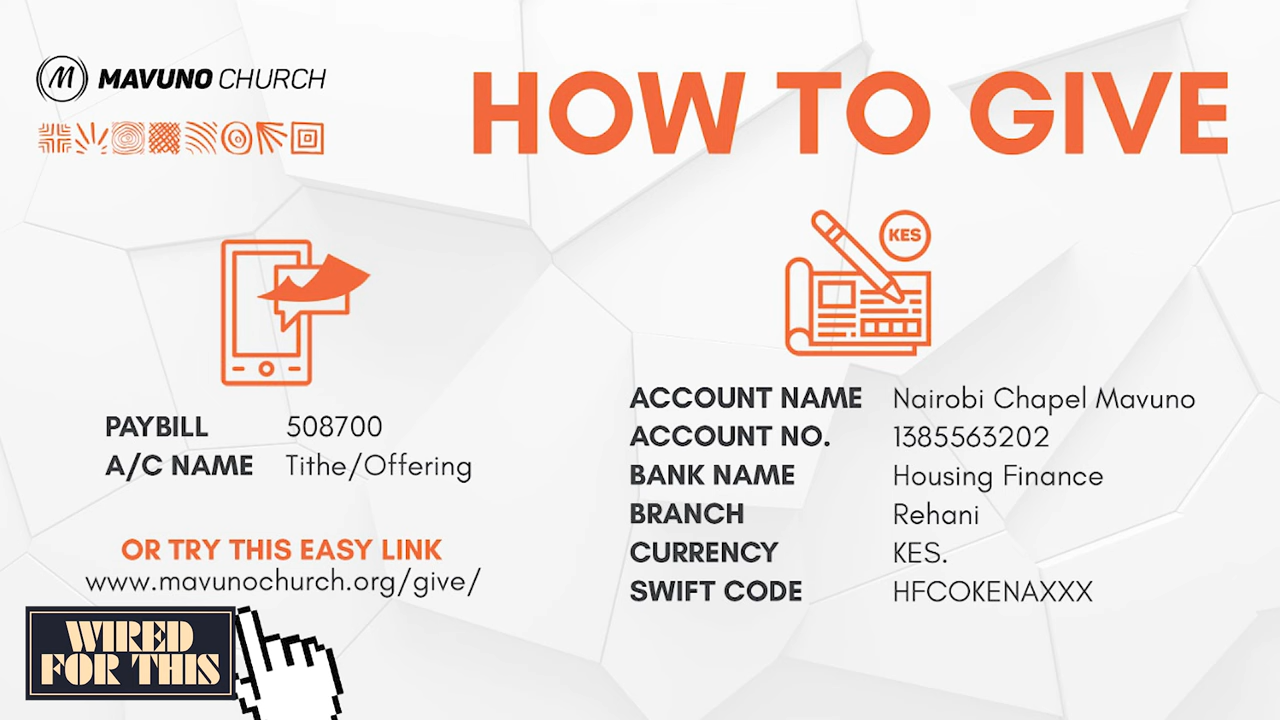 M MAVUNO CHURCH
HOW TO GIVE
PAYBILL 508700
A/C NAME Tithe/Offering
OR TRY THIS EASY LINK
www.mavunochurch.org/give/
WIRED
FOR THIS
KES
ACCOUNT NAME Nairobi Chapel Mavuno
ACCOUNT NO. 1385563202
BANK NAME Housing Finance
BRANCH Rehani
CURRENCY KES.
SWIFT CODE HFCOKENAXXX